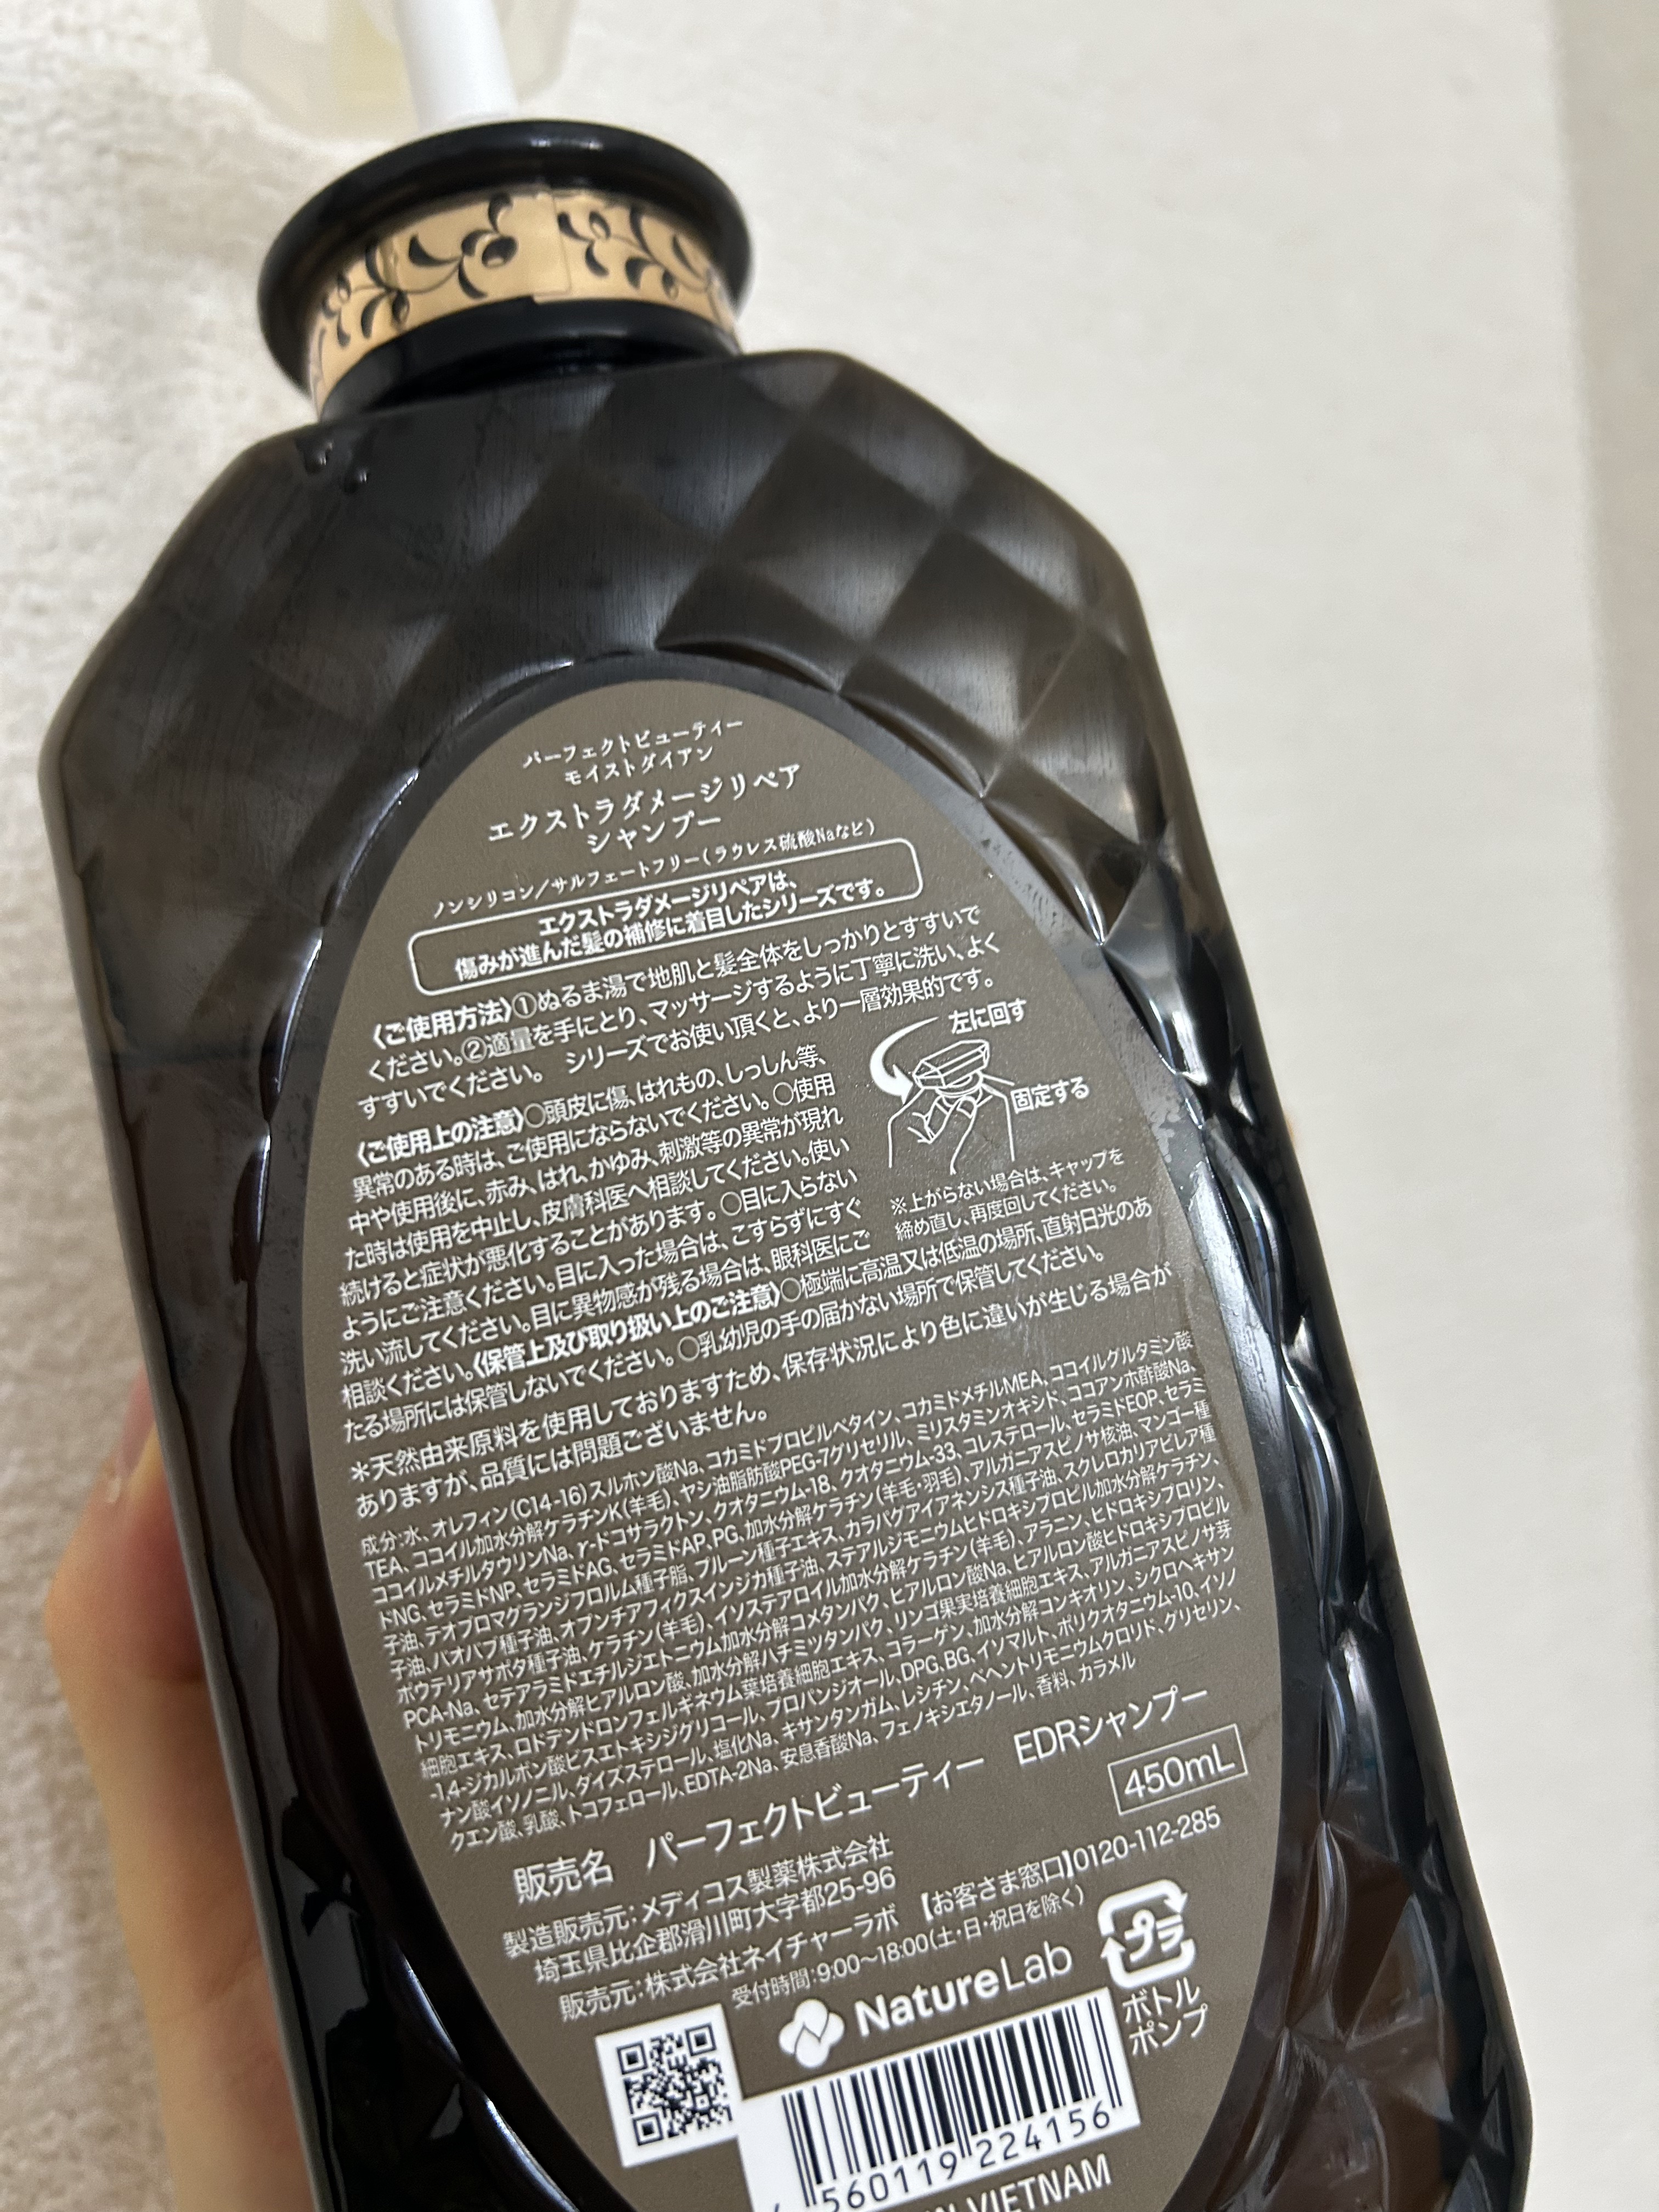 パーフェクトビューティー
モイストダイアン
エクストラダメージリペア
シャンプー
ノンシリコン／サルフェートフリー(ラウレス硫酸Naなど)
エクストラダメージリペアは、
傷みが進んだ髪の補修に着目したシリーズです。
〈ご使用方法〉①ぬるま湯で地肌と髪全体をしっかりとすすいで
ください。②適量を手にとり、マッサージするように丁寧に洗い、よく
すすいでください。 シリーズでお使い頂くと、より一層効果的です。
〈ご使用上の注意〉○頭皮に傷、はれもの、しっしん等、
異常のある時は、ご使用にならないでください。○使用
中や使用後に、赤み、はれ、かゆみ、刺激等の異常が現れ
た時は使用を中止し、皮膚科医へ相談してください。使い
続けると症状が悪化することがあります。○目に入らない
ようにご注意ください。目に入った場合は、こすらずにすぐ
洗い流してください。目に異物感が残る場合は、眼科医にご
相談ください。〈保管上及び取り扱い上のご注意〉○極端に高温又は低温の場所、直射日光のあ
たる場所には保管しないでください。○乳幼児の手の届かない場所で保管してください。
左に回す
固定する
※上がらない場合は、キャップを
締め直し、再度回してください。
＊天然由来原料を使用しておりますため、保存状況により色に違いが生じる場合が
ありますが、品質には問題ございません。
成分:水、オレフィン(C14-16)スルホン酸Na、コカミドプロピルベタイン、コカミドメチルMEA、ココイルグルタミン酸
TEA、ココイル加水分解ケラチンK(羊毛)、ヤシ油脂肪酸PEG-7グリセリル、ミリスタミンオキシド、ココアンホ酢酸Na、
ココイルメチルタウリンNa、γ-ドコサラクトン、クオタニウム-18、クオタニウム-33、コレステロール、セラミドEOP、セラミ
ドNG、セラミドNP、セラミドAG、セラミドAP、PG、加水分解ケラチン(羊毛・羽毛)、アルガニアスピノサ核油、マンゴー種
子油、テオブロマグランジフロルム種子脂、プルーン種子エキス、カラパグアイアネンシス種子油、スクレロカリアビレア種
子油、バオバブ種子油、オプンチアフィクスインジカ種子油、ステアルジモニウムヒドロキシプロピル加水分解ケラチン、
ポウテリアサポタ種子油、ケラチン(羊毛)、イソステアロイル加水分解ケラチン(羊毛)、アラニン、ヒドロキシプロリン、
PCA-Na、セテアラミドエチルジエトニウム加水分解コメタンパク、ヒアルロン酸Na、ヒアルロン酸ヒドロキシプロピル
トリモニウム、加水分解ヒアルロン酸、加水分解ハチミツタンパク、リンゴ果実培養細胞エキス、アルガニアスピノサ芽
細胞エキス、ロドデンドロンフェルギネウム葉培養細胞エキス、コラーゲン、加水分解コンキオリン、シクロヘキサン
-1,4-ジカルボン酸ビスエトキシジグリコール、プロパンジオール、DPG、BG、イソマルト、ポリクオタニウム-10、イソノ
ナン酸イソノニル、ダイズステロール、塩化Na、キサンタンガム、レシチン、ベヘントリモニウムクロリド、グリセリン、
クエン酸、乳酸、トコフェロール、EDTA-2Na、安息香酸Na、フェノキシエタノール、香料、カラメル
販売名 パーフェクトビューティー EDRシャンプー
450mL
製造販売元：メディコス製薬株式会社
埼玉県比企郡滑川町大字都25-96
販売元：株式会社ネイチャーラボ 【お客さま窓口】0120-112-285
受付時間：9:00～18:00(土・日・祝日を除く)
NatureLab
プラ
ボトル
ポンプ
560119 224156
VIETNAM